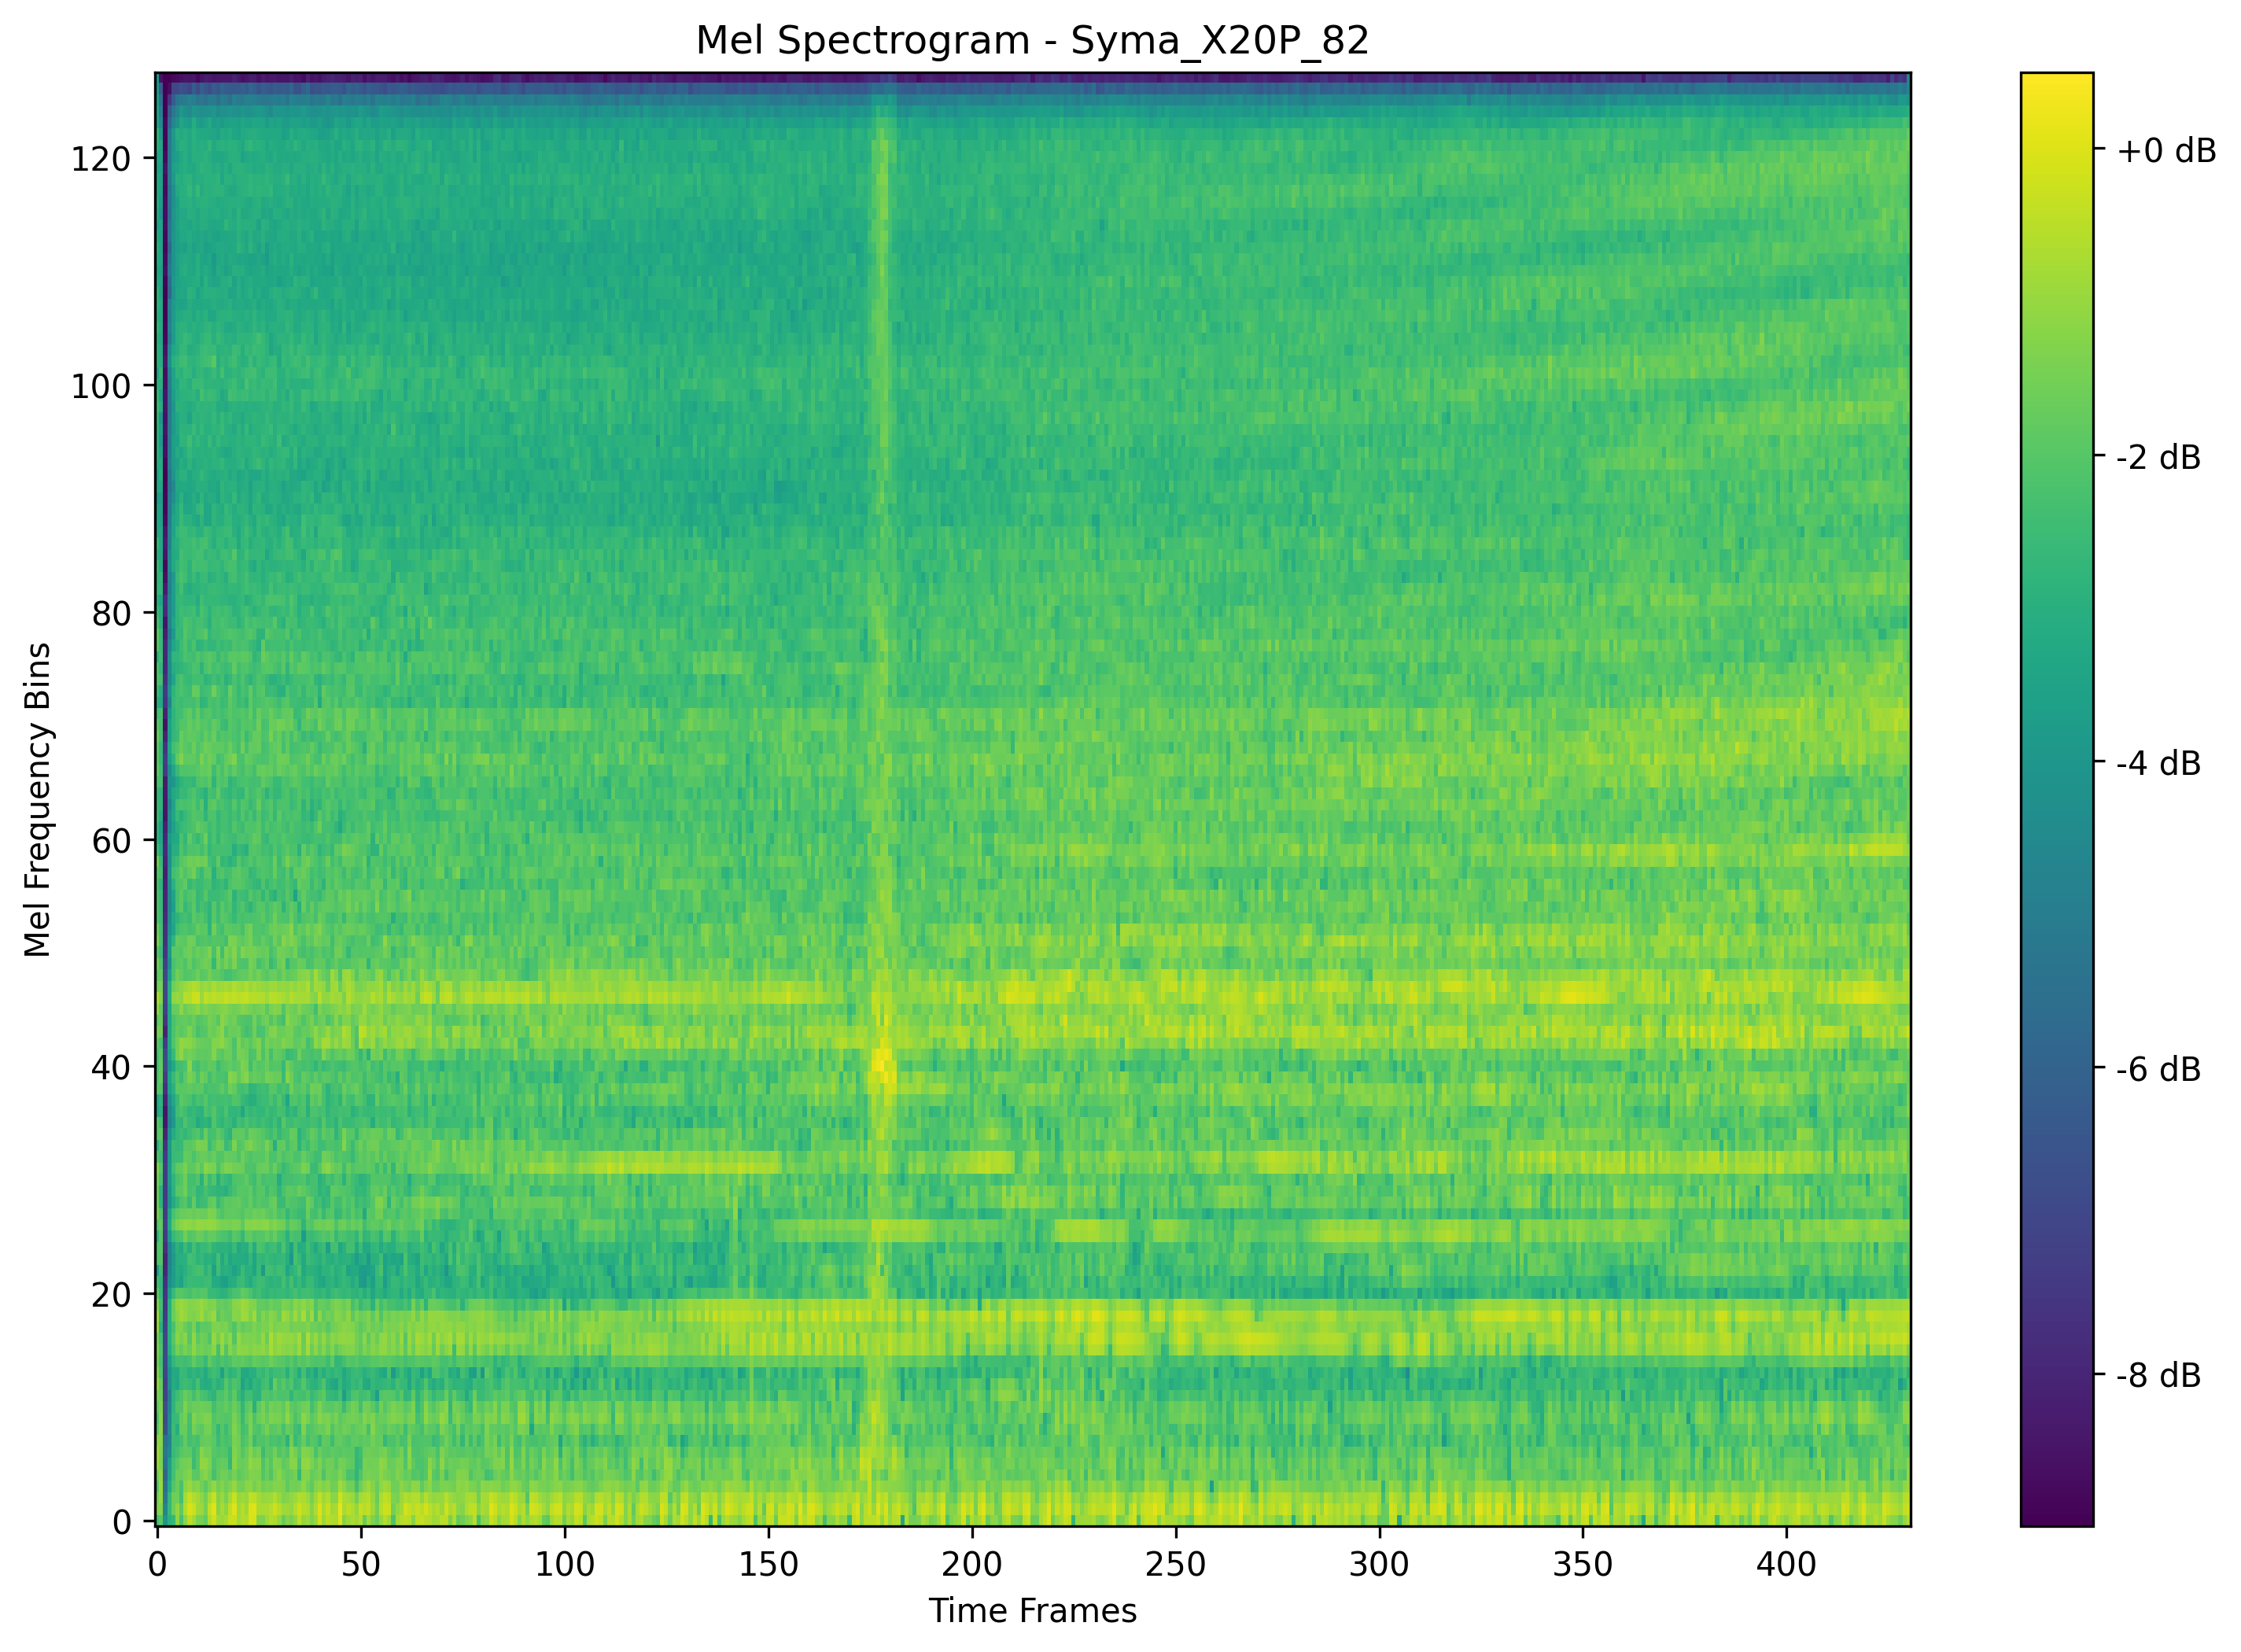 Mel Spectrogram - Syma_X20P_82
120
100
80
60
40
20
0
Mel Frequency Bins
0 50 100 150 200 250 300 350 400
Time Frames
+0 dB
-2 dB
-4 dB
-6 dB
-8 dB